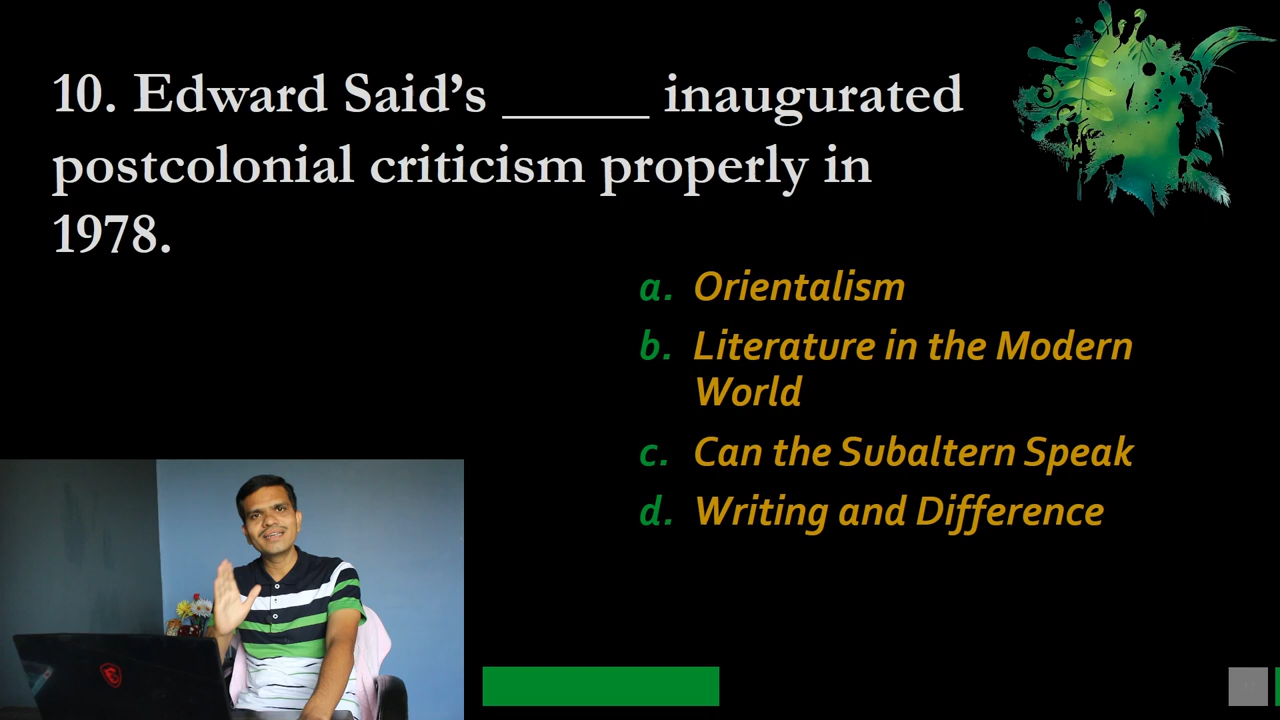 10. Edward Said’s _____ inaugurated
postcolonial criticism properly in
1978.
a. Orientalism
b. Literature in the Modern
World
c. Can the Subaltern Speak
d. Writing and Difference